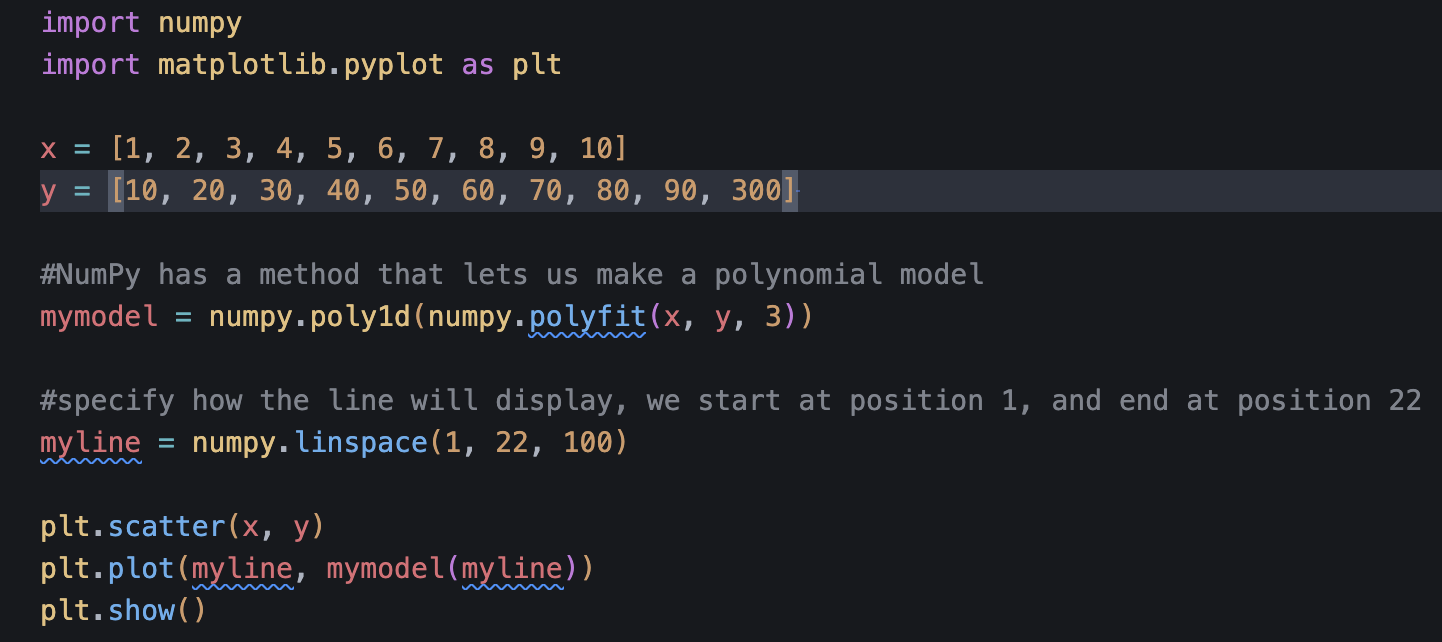 import numpy
import matplotlib.pyplot as plt
x = [1, 2, 3, 4, 5, 6, 7, 8, 9, 10]
y = [10, 20, 30, 40, 50, 60, 70, 80, 90, 300]
#NumPy has a method that lets us make a polynomial model
mymodel = numpy.poly1d(numpy.polyfit(x, y, 3))
#specify how the line will display, we start at position 1, and end at position 22
myline = numpy.linspace(1, 22, 100)
plt.scatter(x, y)
plt.plot(myline, mymodel(myline))
plt.show()